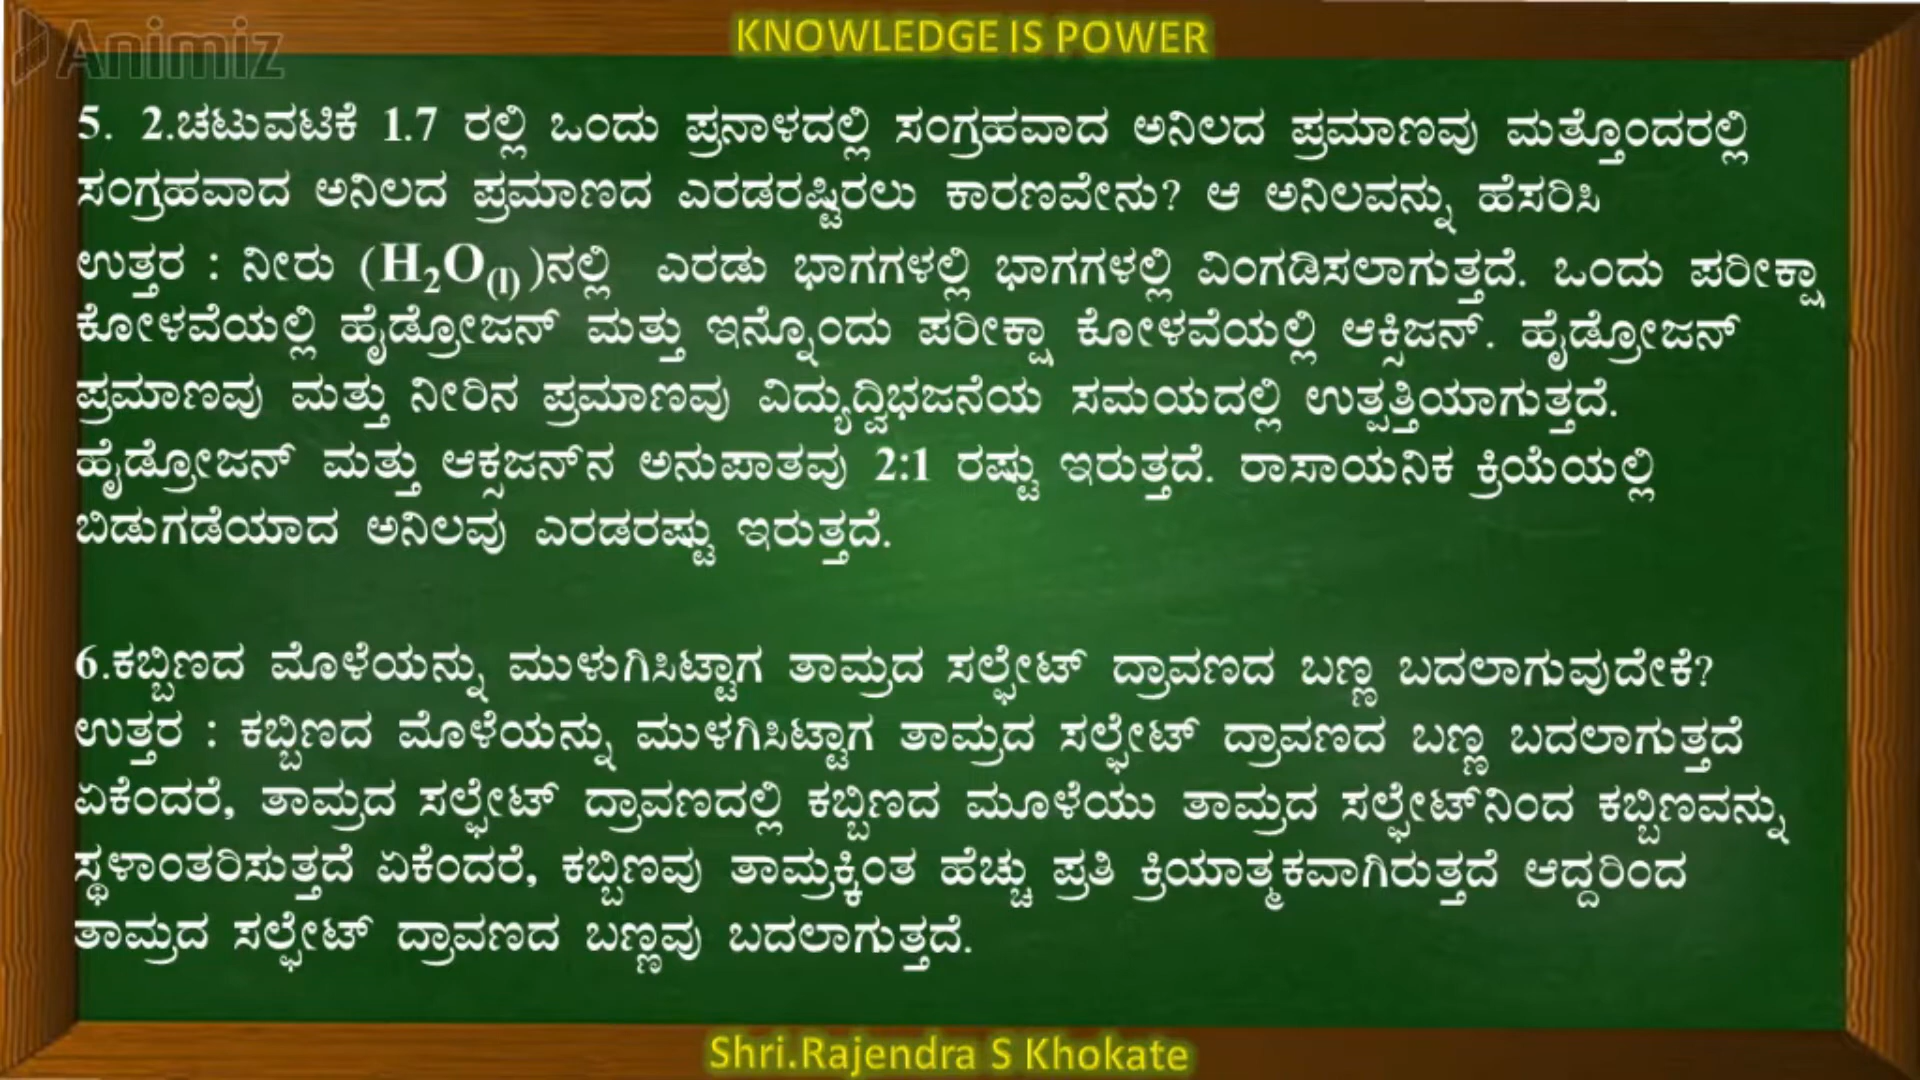 Animiz
KNOWLEDGE IS POWER
5. 2.ಚಟುವಟಿಕೆ 1.7 ರಲ್ಲಿ ಒಂದು ಪ್ರನಾಳದಲ್ಲಿ ಸಂಗ್ರಹವಾದ ಅನಿಲದ ಪ್ರಮಾಣವು ಮತ್ತೊಂದರಲ್ಲಿ
ಸಂಗ್ರಹವಾದ ಅನಿಲದ ಪ್ರಮಾಣದ ಎರಡರಷ್ಟಿರಲು ಕಾರಣವೇನು? ಆ ಅನಿಲವನ್ನು ಹೆಸರಿಸಿ
ಉತ್ತರ : ನೀರು (H₂O(l))ನಲ್ಲಿ ಎರಡು ಭಾಗಗಳಲ್ಲಿ ಭಾಗಗಳಲ್ಲಿ ವಿಂಗಡಿಸಲಾಗುತ್ತದೆ. ಒಂದು ಪರೀಕ್ಷಾ
ಕೋಳವೆಯಲ್ಲಿ ಹೈಡ್ರೋಜನ್ ಮತ್ತು ಇನ್ನೊಂದು ಪರೀಕ್ಷಾ ಕೋಳವೆಯಲ್ಲಿ ಆಕ್ಸಿಜನ್. ಹೈಡ್ರೋಜನ್
ಪ್ರಮಾಣವು ಮತ್ತು ನೀರಿನ ಪ್ರಮಾಣವು ವಿದ್ಯುದ್ವಿಭಜನೆಯ ಸಮಯದಲ್ಲಿ ಉತ್ಪತ್ತಿಯಾಗುತ್ತದೆ.
ಹೈಡ್ರೋಜನ್ ಮತ್ತು ಆಕ್ಸಜನ್‌ನ ಅನುಪಾತವು 2:1 ರಷ್ಟು ಇರುತ್ತದೆ. ರಾಸಾಯನಿಕ ಕ್ರಿಯೆಯಲ್ಲಿ
ಬಿಡುಗಡೆಯಾದ ಅನಿಲವು ಎರಡರಷ್ಟು ಇರುತ್ತದೆ.
6.ಕಬ್ಬಿಣದ ಮೊಳೆಯನ್ನು ಮುಳುಗಿಸಿಟ್ಟಾಗ ತಾಮ್ರದ ಸಲ್ಫೇಟ್ ದ್ರಾವಣದ ಬಣ್ಣ ಬದಲಾಗುವುದೇಕೆ?
ಉತ್ತರ : ಕಬ್ಬಿಣದ ಮೊಳೆಯನ್ನು ಮುಳಗಿಸಿಟ್ಟಾಗ ತಾಮ್ರದ ಸಲ್ಫೇಟ್ ದ್ರಾವಣದ ಬಣ್ಣ ಬದಲಾಗುತ್ತದೆ
ಏಕೆಂದರೆ, ತಾಮ್ರದ ಸಲ್ಫೇಟ್ ದ್ರಾವಣದಲ್ಲಿ ಕಬ್ಬಿಣದ ಮೂಳೆಯು ತಾಮ್ರದ ಸಲ್ಫೇಟ್‌ನಿಂದ ಕಬ್ಬಿಣವನ್ನು
ಸ್ಥಳಾಂತರಿಸುತ್ತದೆ ಏಕೆಂದರೆ, ಕಬ್ಬಿಣವು ತಾಮ್ರಕ್ಕಿಂತ ಹೆಚ್ಚು ಪ್ರತಿ ಕ್ರಿಯಾತ್ಮಕವಾಗಿರುತ್ತದೆ ಆದ್ದರಿಂದ
ತಾಮ್ರದ ಸಲ್ಫೇಟ್ ದ್ರಾವಣದ ಬಣ್ಣವು ಬದಲಾಗುತ್ತದೆ.
Shri.Rajendra S Khokate